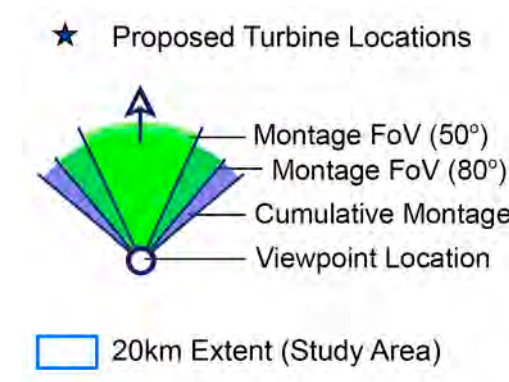 Proposed Turbine Locations
Montage FoV (50°)
Montage FoV (80°)
Cumulative Montage
Viewpoint Location
20km Extent (Study Area)